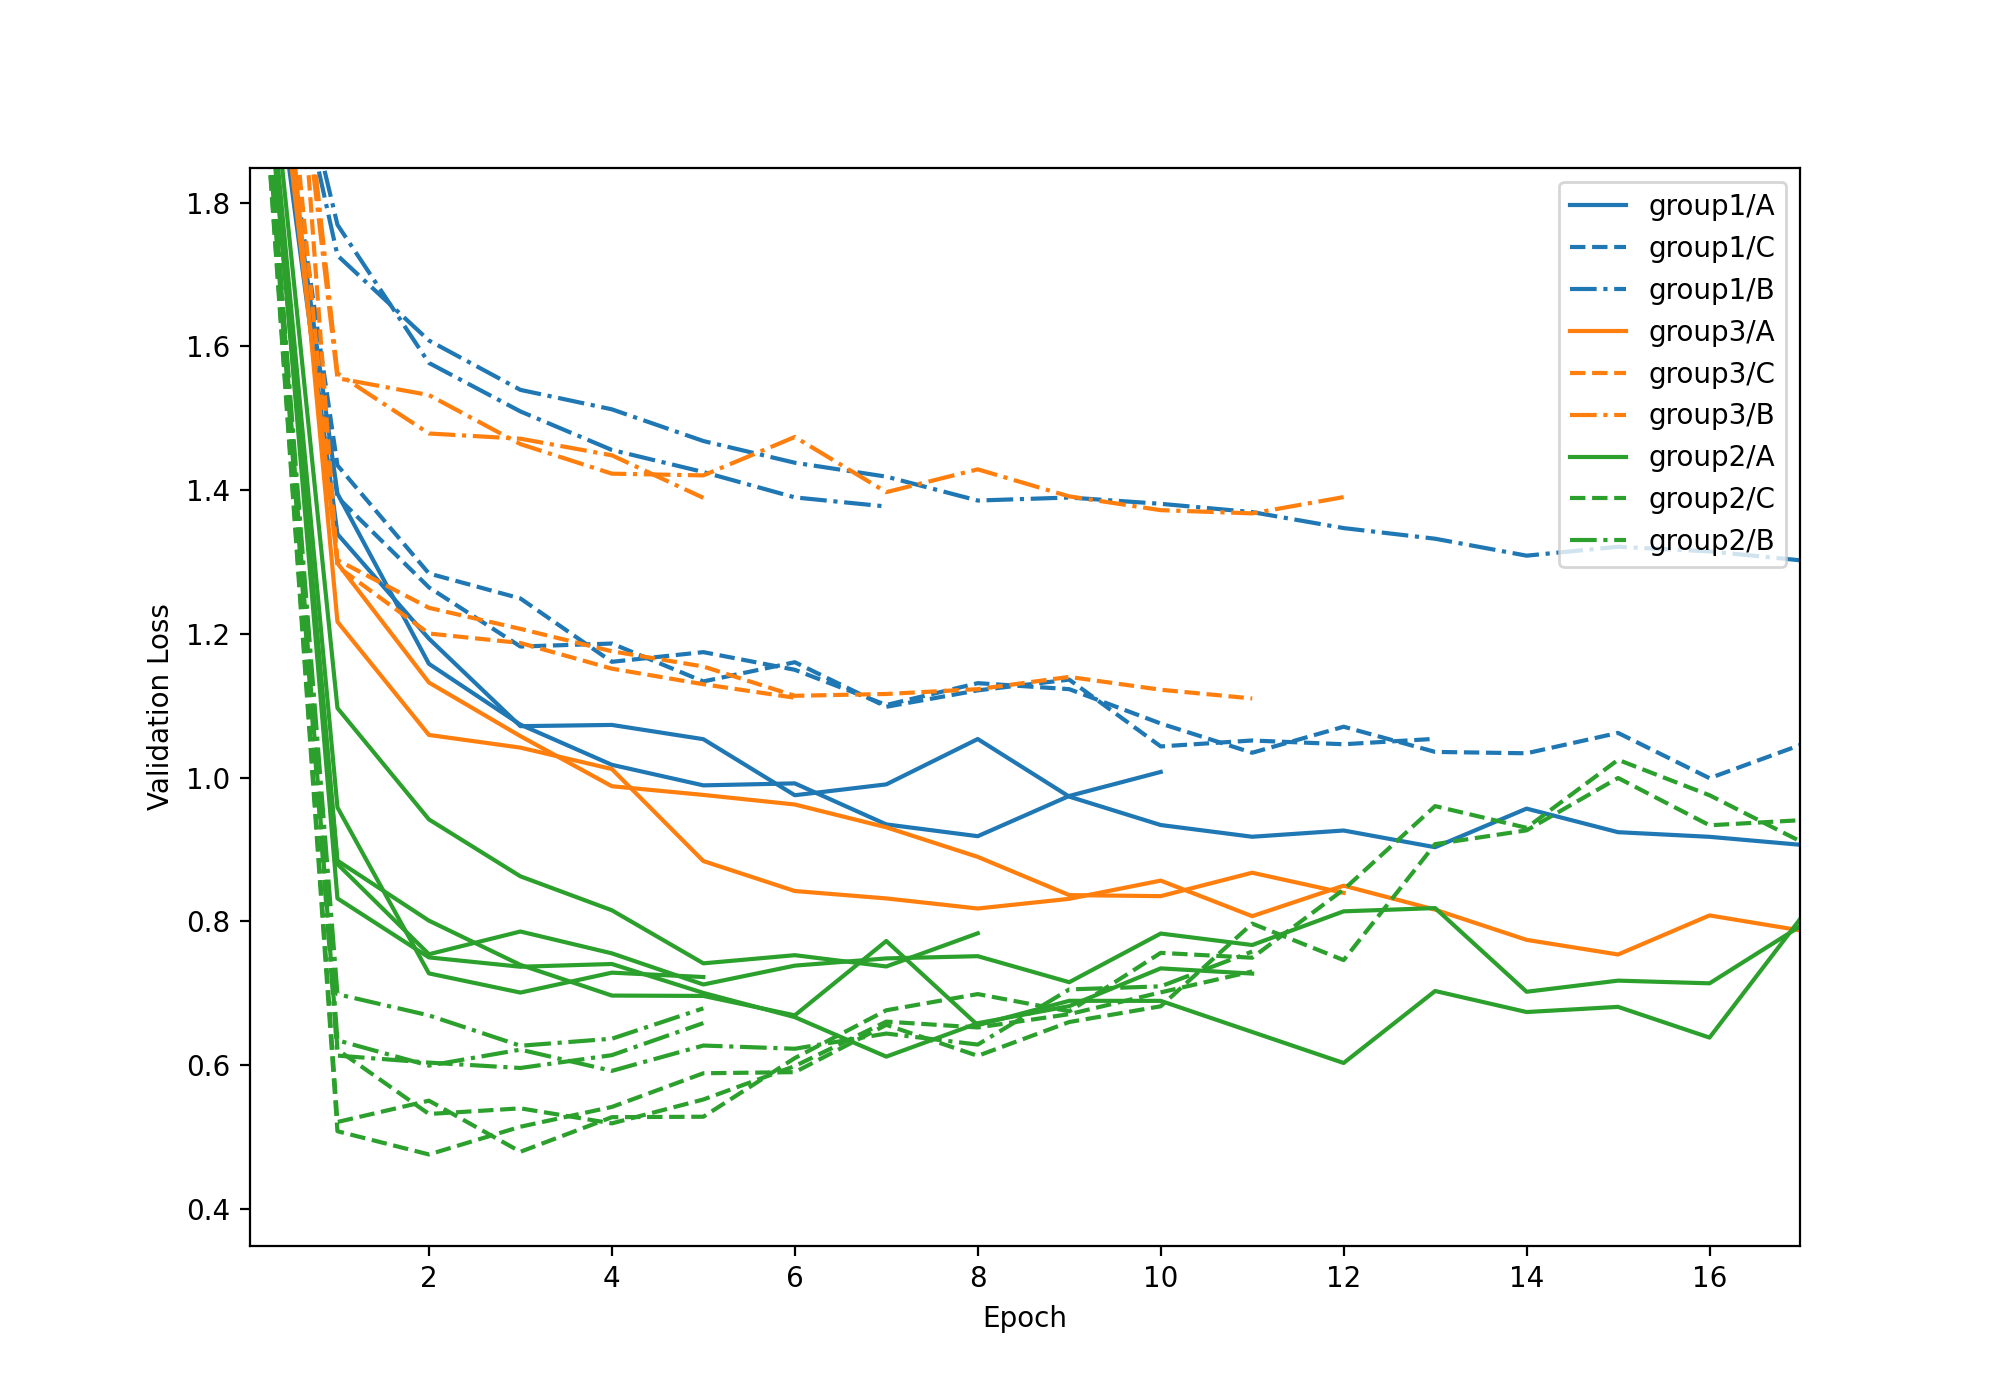 1.8
1.6
1.4
1.2
1.0
0.8
0.6
0.4
Validation Loss
group1/A
group1/C
group1/B
group3/A
group3/C
group3/B
group2/A
group2/C
group2/B
2 4 6 8 10 12 14 16
Epoch